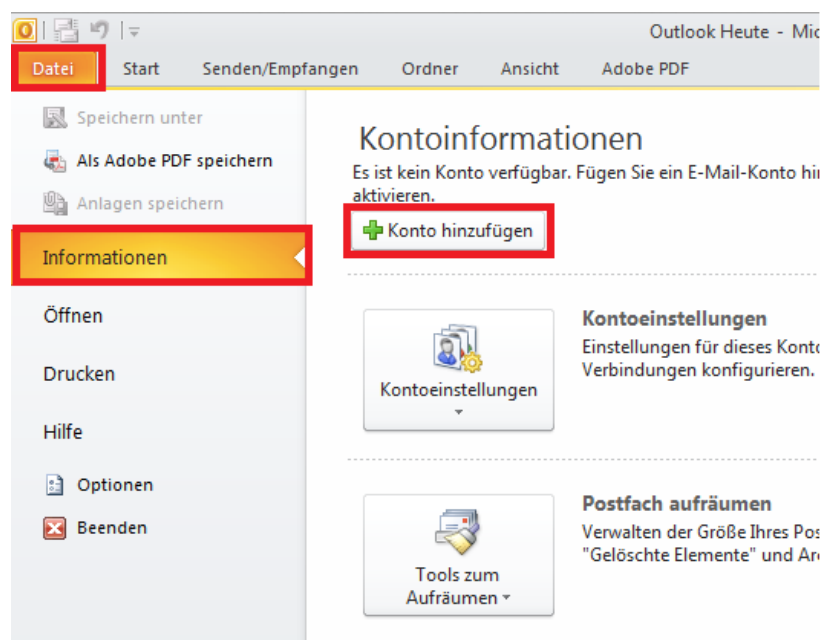 Outlook Heute - Mic
Datei Start Senden/Empfangen Ordner Ansicht Adobe PDF
Speichern unter
Als Adobe PDF speichern
Anlagen speichern
Informationen
Öffnen
Drucken
Hilfe
Optionen
Beenden
Kontoinformationen
Es ist kein Konto verfügbar. Fügen Sie ein E-Mail-Konto hi
aktivieren.
Konto hinzufügen
Kontoeinstellungen
Kontoeinstellungen
Einstellungen für dieses Konto
Verbindungen konfigurieren.
Tools zum
Aufräumen
Postfach aufräumen
Verwalten der Größe Ihres Pos
"Gelöschte Elemente" und Ar